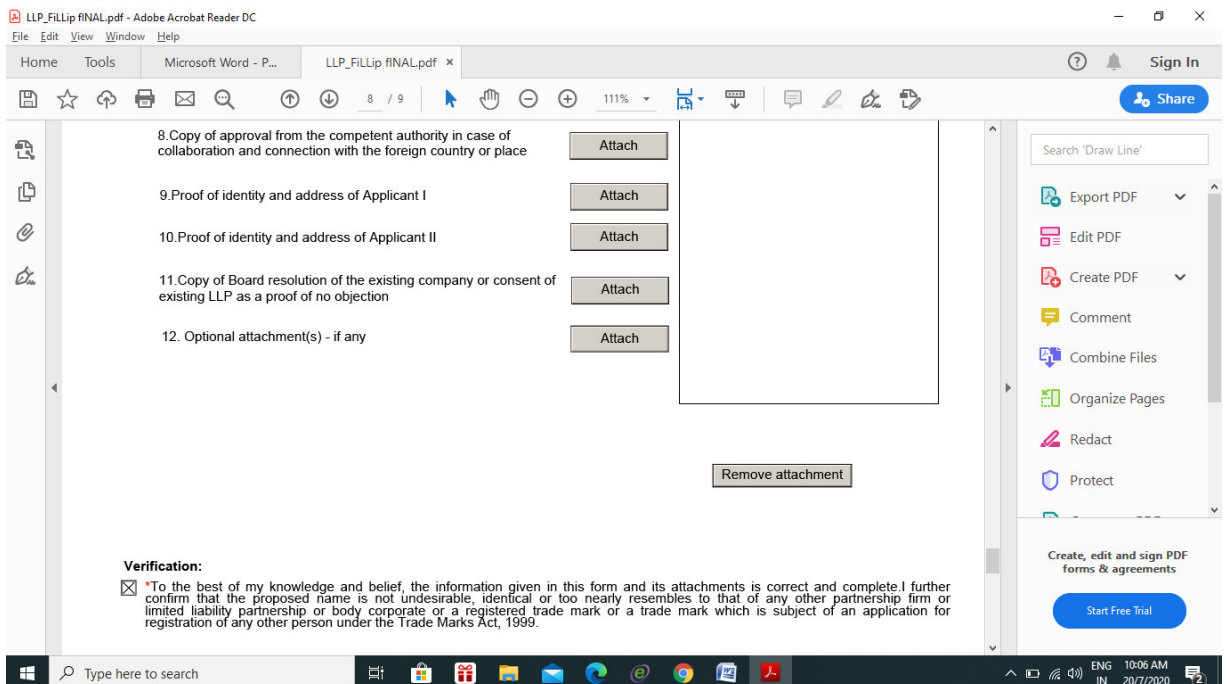 LLP_FiLLip fINAL.pdf - Adobe Acrobat Reader DC
File Edit View Window Help
Home Tools Microsoft Word - P... LLP_FiLLip fINAL.pdf × Sign In
8 / 9 111% Share
8.Copy of approval from the competent authority in case of
collaboration and connection with the foreign country or place
Attach
9.Proof of identity and address of Applicant I
Attach
10.Proof of identity and address of Applicant II
Attach
11.Copy of Board resolution of the existing company or consent of
existing LLP as a proof of no objection
Attach
12. Optional attachment(s) - if any
Attach
Remove attachment
Verification:
*To the best of my knowledge and belief, the information given in this form and its attachments is correct and complete.I further
confirm that the proposed name is not undesirable, identical or too nearly resembles to that of any other partnership firm or
limited liability partnership or body corporate or a registered trade mark or a trade mark which is subject of an application for
registration of any other person under the Trade Marks Act, 1999.
Search 'Draw Line'
Export PDF
Edit PDF
Create PDF
Comment
Combine Files
Organize Pages
Redact
Protect
Create, edit and sign PDF
forms & agreements
Start Free Trial
Type here to search
ENG 10:06 AM
IN 20/7/2020
2